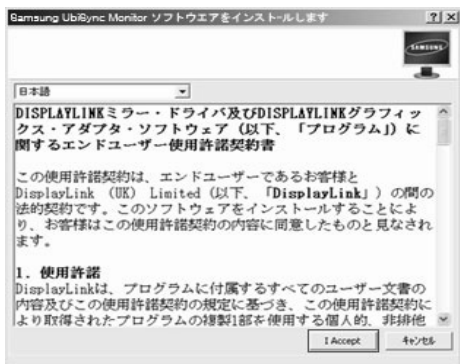 Samsung UbiSync Monitor ソフトウエアをインストールします
SAMSUNG
日本語
DISPLAYLINKミラー・ドライバ及びDISPLAYLINKグラフィッ
クス・アダプタ・ソフトウェア (以下、「プログラム」) に
関するエンドユーザー使用許諾契約書
この使用許諾契約は、エンドユーザーであるお客様と
DisplayLink (UK) Limited (以下、「DisplayLink」) の間の
法的契約です。このソフトウェアをインストールすることによ
り、お客様はこの使用許諾契約の内容に同意したものと見なされ
ます。
1. 使用許諾
DisplayLinkは、プログラムに付属するすべてのユーザー文書の
内容及びこの使用許諾契約の規定に基づき、この使用許諾契約に
より取得されたプログラムの複製1部を使用する個人的、非排他
I Accept
キャンセル